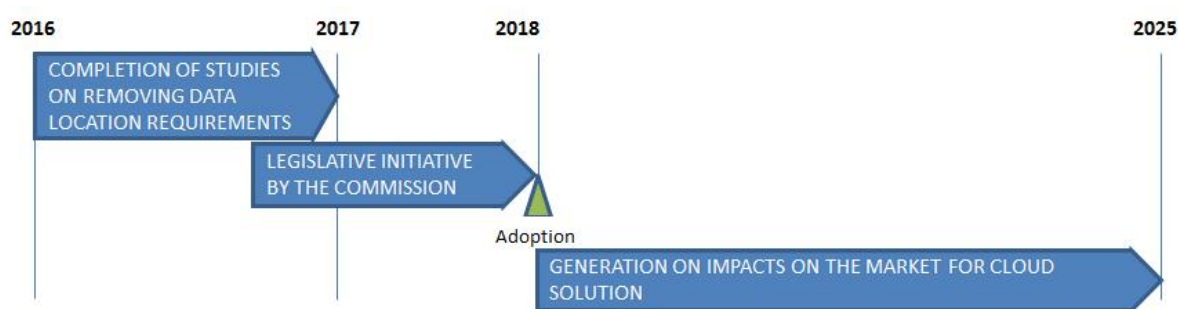 2016 2017 2018 2025
COMPLETION OF STUDIES
ON REMOVING DATA
LOCATION REQUIREMENTS
LEGISLATIVE INITIATIVE
BY THE COMMISSION
Adoption
GENERATION ON IMPACTS ON THE MARKET FOR CLOUD
SOLUTION